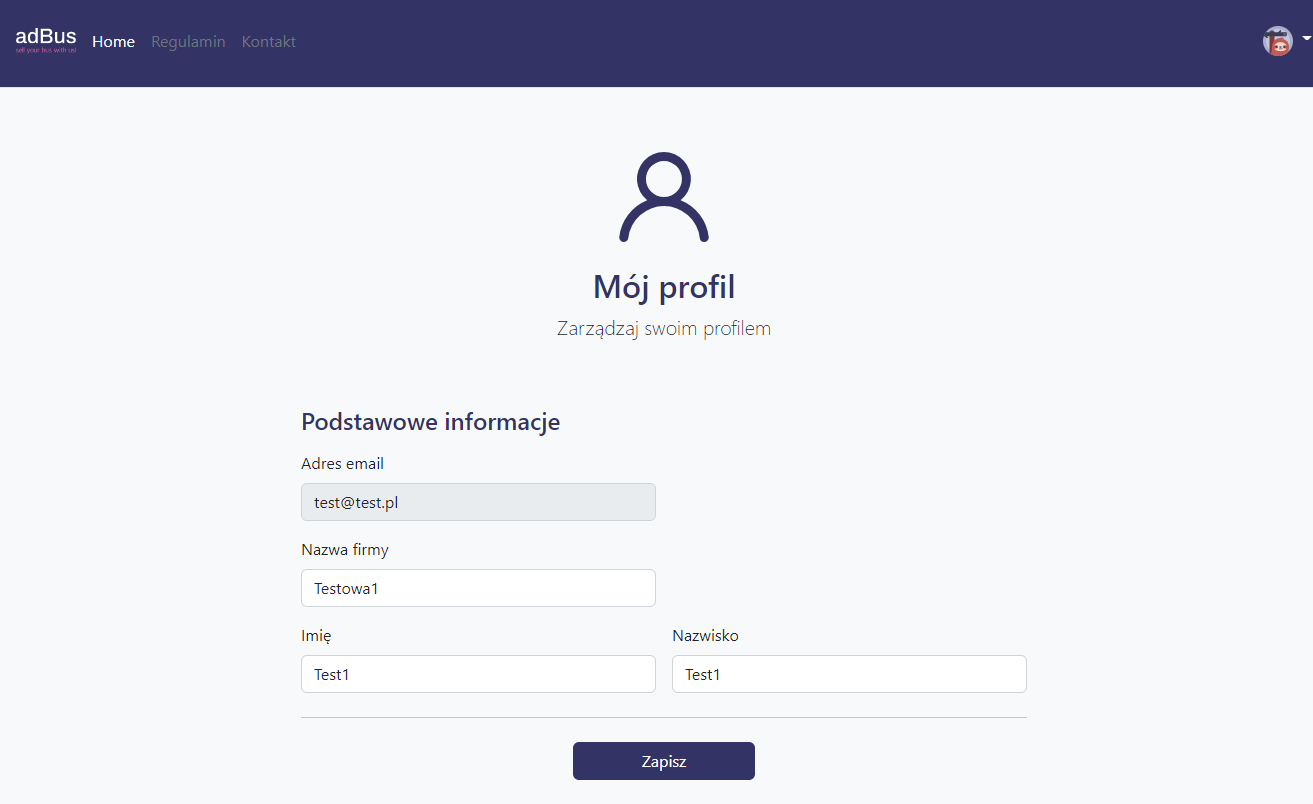 adBus
sell your bus with us!
Home Regulamin Kontakt
Mój profil
Zarządzaj swoim profilem
Podstawowe informacje
Adres email
test@test.pl
Nazwa firmy
Testowa1
Imię Nazwisko
Test1 Test1
Zapisz